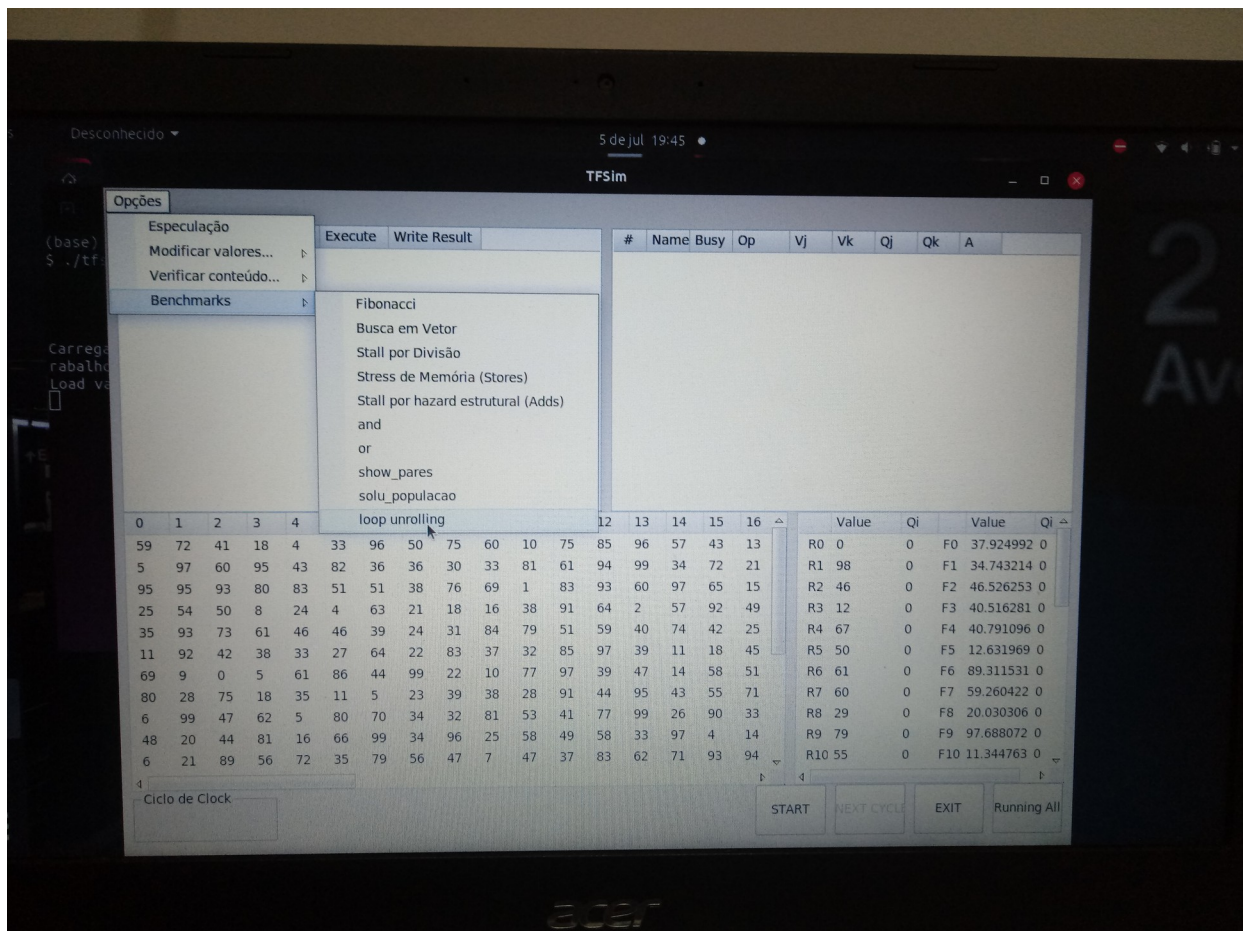 Desconhecido
5 de jul 19:45
TFSim
Opções
Especulação
Modificar valores...
Verificar conteúdo...
Benchmarks
Execute Write Result
# Name Busy Op Vj Vk Qj Qk A
(base)
$ ./tf
Carrega
rabalho
Load va
Fibonacci
Busca em Vetor
Stall por Divisão
Stress de Memória (Stores)
Stall por hazard estrutural (Adds)
and
or
show_pares
solu_populacao
loop unrolling
2
Av
0 1 2 3 4 12 13 14 15 16
59 72 41 18 4 33 96 50 75 60 10 75 85 96 57 43 13
5 97 60 95 43 82 36 36 30 33 81 61 94 99 34 72 21
95 95 93 80 83 51 51 38 76 69 1 83 93 60 97 65 15
25 54 50 8 24 4 63 21 18 16 38 91 64 2 57 92 49
35 93 73 61 46 46 39 24 31 84 79 51 59 40 74 42 25
11 92 42 38 33 27 64 22 83 37 32 85 97 39 11 18 45
69 9 0 5 61 86 44 99 22 10 77 97 39 47 14 58 51
80 28 75 18 35 11 5 23 39 38 28 91 44 95 43 55 71
6 99 47 62 5 80 70 34 32 81 53 41 77 99 26 90 33
48 20 44 81 16 66 99 34 96 25 58 49 58 33 97 4 14
6 21 89 56 72 35 79 56 47 7 47 37 83 62 71 93 94
Value Qi Value Qi
R0 0 0 F0 37.924992 0
R1 98 0 F1 34.743214 0
R2 46 0 F2 46.526253 0
R3 12 0 F3 40.516281 0
R4 67 0 F4 40.791096 0
R5 50 0 F5 12.631969 0
R6 61 0 F6 89.311531 0
R7 60 0 F7 59.260422 0
R8 29 0 F8 20.030306 0
R9 79 0 F9 97.688072 0
R10 55 0 F10 11.344763 0
Ciclo de Clock
START NEXT CYCLE EXIT Running All
acer